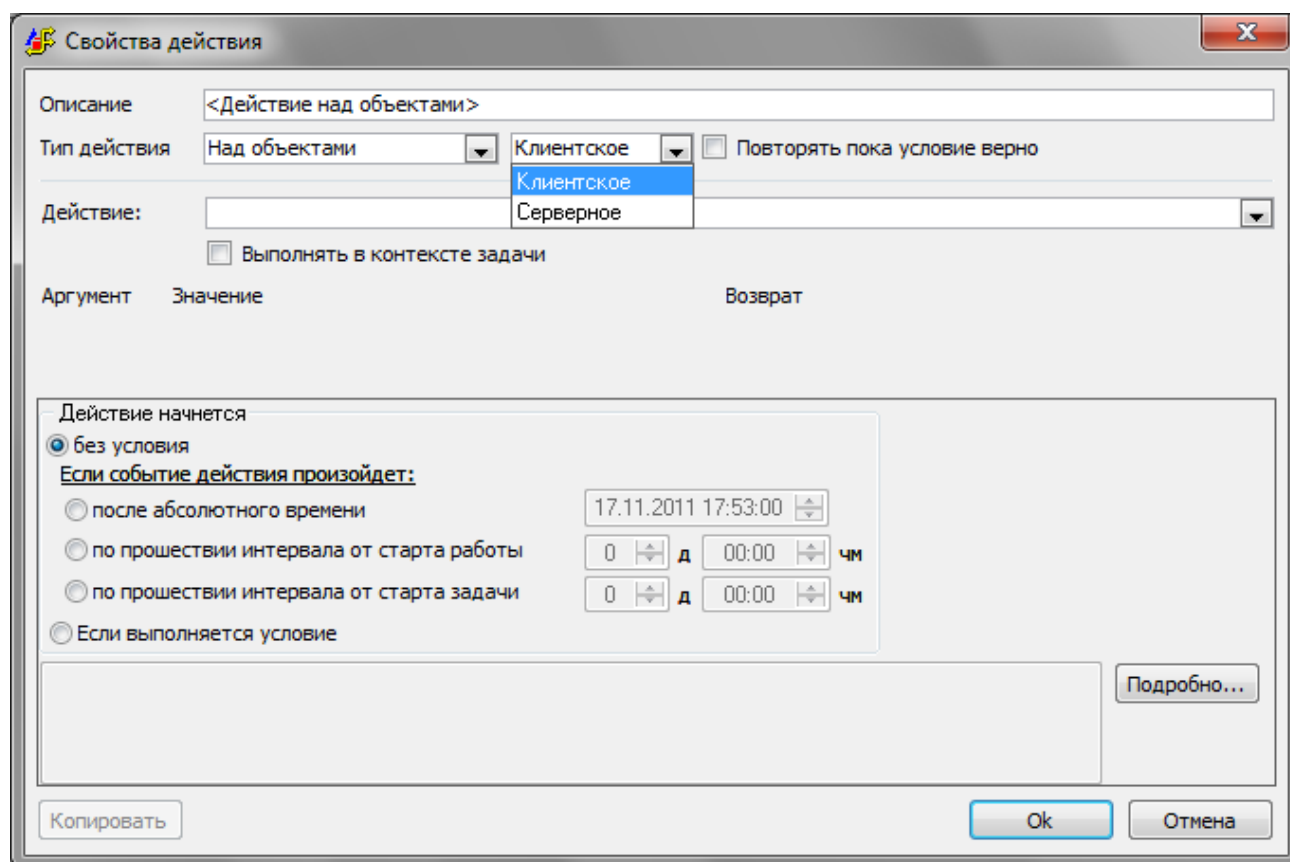 Свойства действия
Описание <Действие над объектами>
Тип действия Над объектами Клиентское Повторять пока условие верно
Клиентское
Действие: Серверное
Выполнять в контексте задачи
Аргумент Значение Возврат
Действие начнется
без условия
Если событие действия произойдет:
после абсолютного времени 17.11.2011 17:53:00
по прошествии интервала от старта работы 0 д 00:00 чм
по прошествии интервала от старта задачи 0 д 00:00 чм
Если выполняется условие
Подробно...
Копировать Ok Отмена